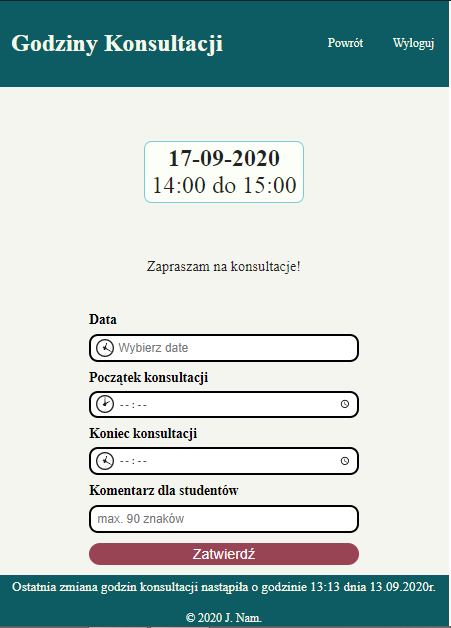 Godziny Konsultacji
Powrót
Wyloguj
17-09-2020
14:00 do 15:00
Zapraszam na konsultacje!
Data
Wybierz date
Początek konsultacji
--:--
Koniec konsultacji
--:--
Komentarz dla studentów
max. 90 znaków
Zatwierdź
Ostatnia zmiana godzin konsultacji nastąpiła o godzinie 13:13 dnia 13.09.2020r.
© 2020 J. Nam.